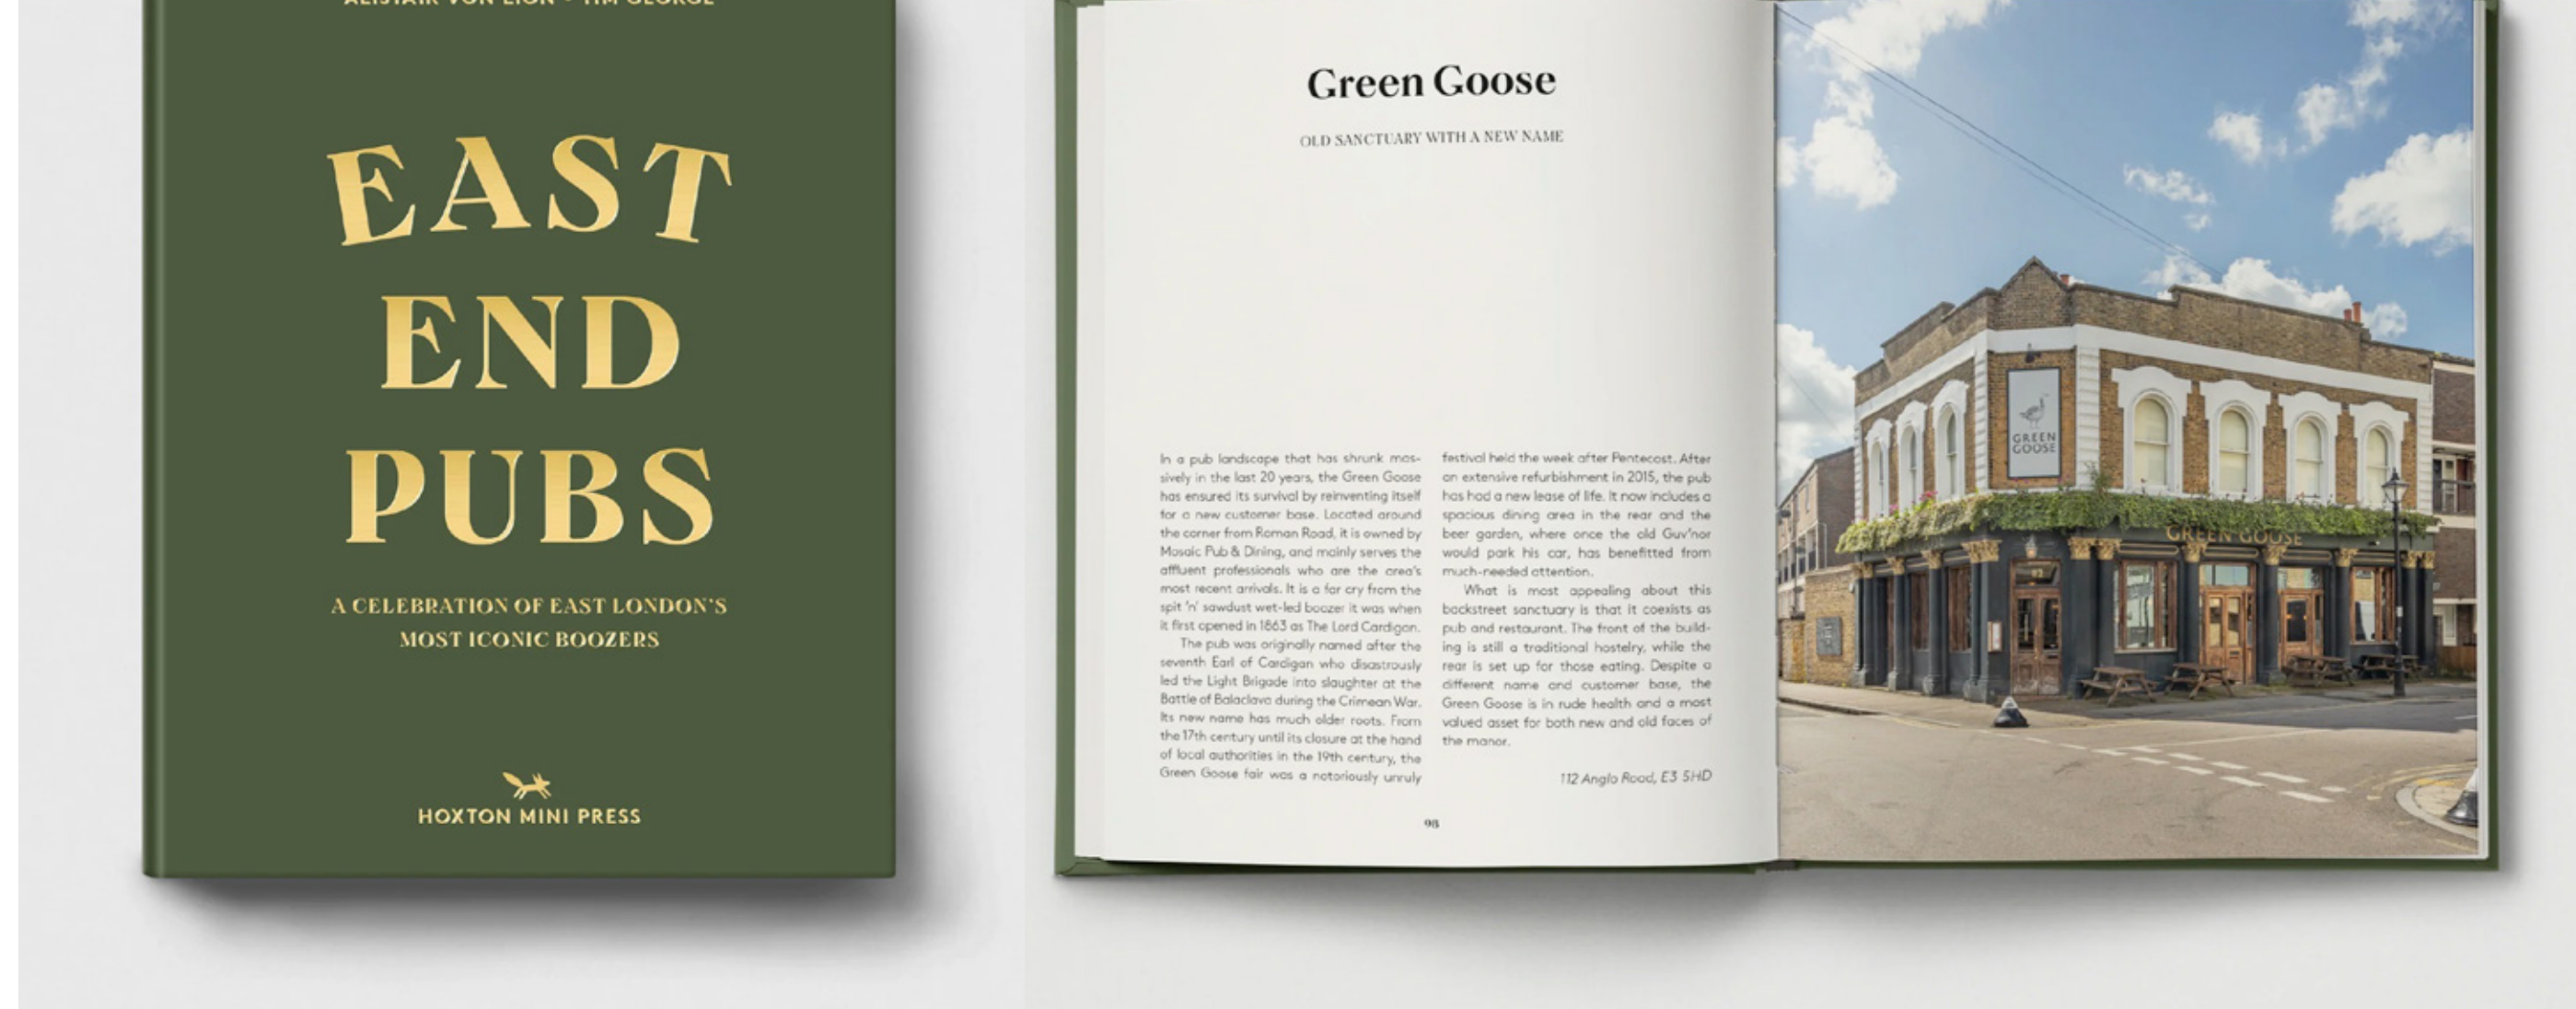 ALISTAIR VON LION • TIM GEORGE
EAST
END
PUBS
A CELEBRATION OF EAST LONDON'S
MOST ICONIC BOOZERS
HOXTON MINI PRESS
Green Goose
OLD SANCTUARY WITH A NEW NAME
In a pub landscape that has shrunk mas-
sively in the last 20 years, the Green Goose
has ensured its survival by reinventing itself
for a new customer base. Located around
the corner from Roman Road, it is owned by
Mosaic Pub & Dining, and mainly serves the
affluent professionals who are the area's
most recent arrivals. It is a far cry from the
spit 'n' sawdust wet-led boozer it was when
it first opened in 1863 as The Lord Cardigan.
The pub was originally named after the
seventh Earl of Cardigan who disastrously
led the Light Brigade into slaughter at the
Battle of Balaclava during the Crimean War.
Its new name has much older roots. From
the 17th century until its closure at the hand
of local authorities in the 19th century, the
Green Goose fair was a notoriously unruly
festival held the week after Pentecost. After
an extensive refurbishment in 2015, the pub
has had a new lease of life. It now includes a
spacious dining area in the rear and the
beer garden, where once the old Guv'nor
would park his car, has benefitted from
much-needed attention.
What is most appealing about this
backstreet sanctuary is that it coexists as
pub and restaurant. The front of the build-
ing is still a traditional hostelry, while the
rear is set up for those eating. Despite a
different name and customer base, the
Green Goose is in rude health and a most
valued asset for both new and old faces of
the manor.
112 Anglo Road, E3 5HD
98
GREEN
GOOSE
GREEN GOOSE